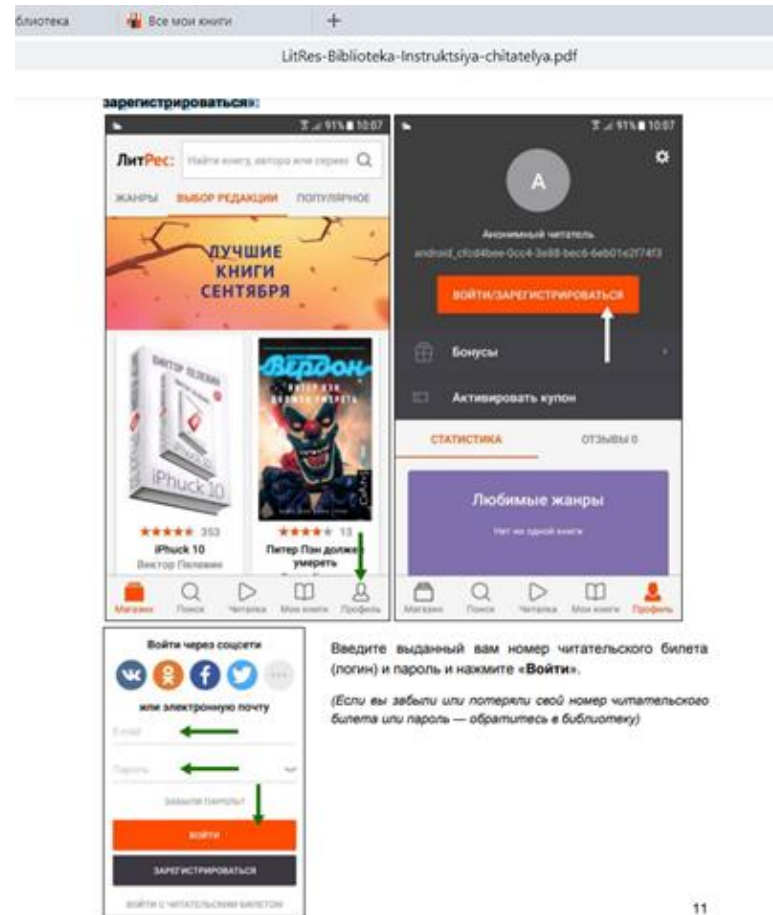 блиотека
Все мои книги
+
LitRes-Biblioteka-Instruktsiya-chitatelya.pdf
зарегистрироваться»:
91% 10:07
ЛитРес: Найти книгу, автора или серию
ЖАНРЫ ВЫБОР РЕДАКЦИИ ПОПУЛЯРНОЕ
ЛУЧШИЕ
КНИГИ
СЕНТЯБРЯ
ВИКТОР ПЕЛЕВИН
iPhuck 10
Вердон
ПИТЕР ПЭН
ДОЛЖЕН УМЕРЕТЬ
353
iPhuck 10
Виктор Пелевин
13
Питер Пэн должен
умереть
Магазин Поиск Читалка Мои книги Профиль
91% 10:07
А
Анонимный читатель
ВОЙТИ/ЗАРЕГИСТРИРОВАТЬСЯ
Бонусы
Активировать купон
СТАТИСТИКА ОТЗЫВЫ 0
Любимые жанры
Нет ни одной книги
Магазин Поиск Читалка Мои книги Профиль
Войти через соцсети
или электронную почту
E-mail
Пароль
ЗАБЫЛИ ПАРОЛЬ?
ВОЙТИ
ЗАРЕГИСТРИРОВАТЬСЯ
ВОЙТИ С ЧИТАТЕЛЬСКИМ БИЛЕТОМ
Введите выданный вам номер читательского билета
(логин) и пароль и нажмите «Войти».
(Если вы забыли или потеряли свой номер читательского
билета или пароль — обратитесь в библиотеку)
11